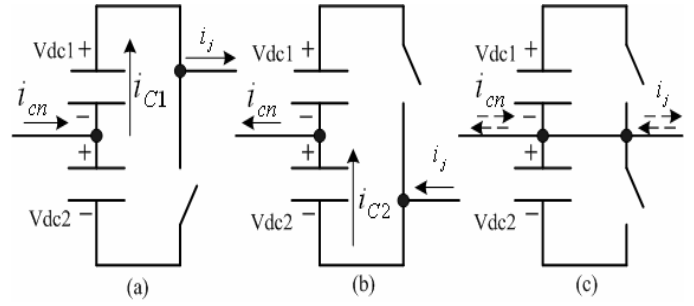 Vdc1 + i_j
i_cn i_C1
−
+
Vdc2 −
(a)
Vdc1 +
i_cn −
+ i_j
Vdc2 − i_C2
(b)
Vdc1 +
i_cn − i_j
+
Vdc2 −
(c)